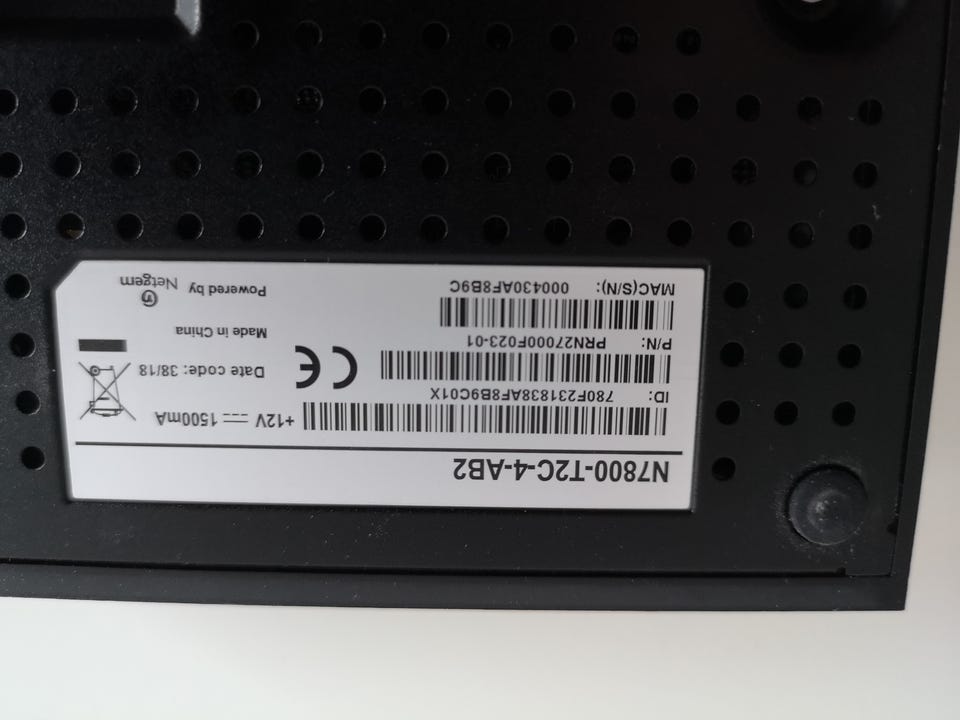 N7800-T2C-4-AB2
+12V ⎓ 1500mA
ID: 780F231838AF8B9C01X
Date code: 38/18
P/N: PRN27000F023-01
Made in China
MAC(S/N): 000430AF8B9C
Powered by Netgem